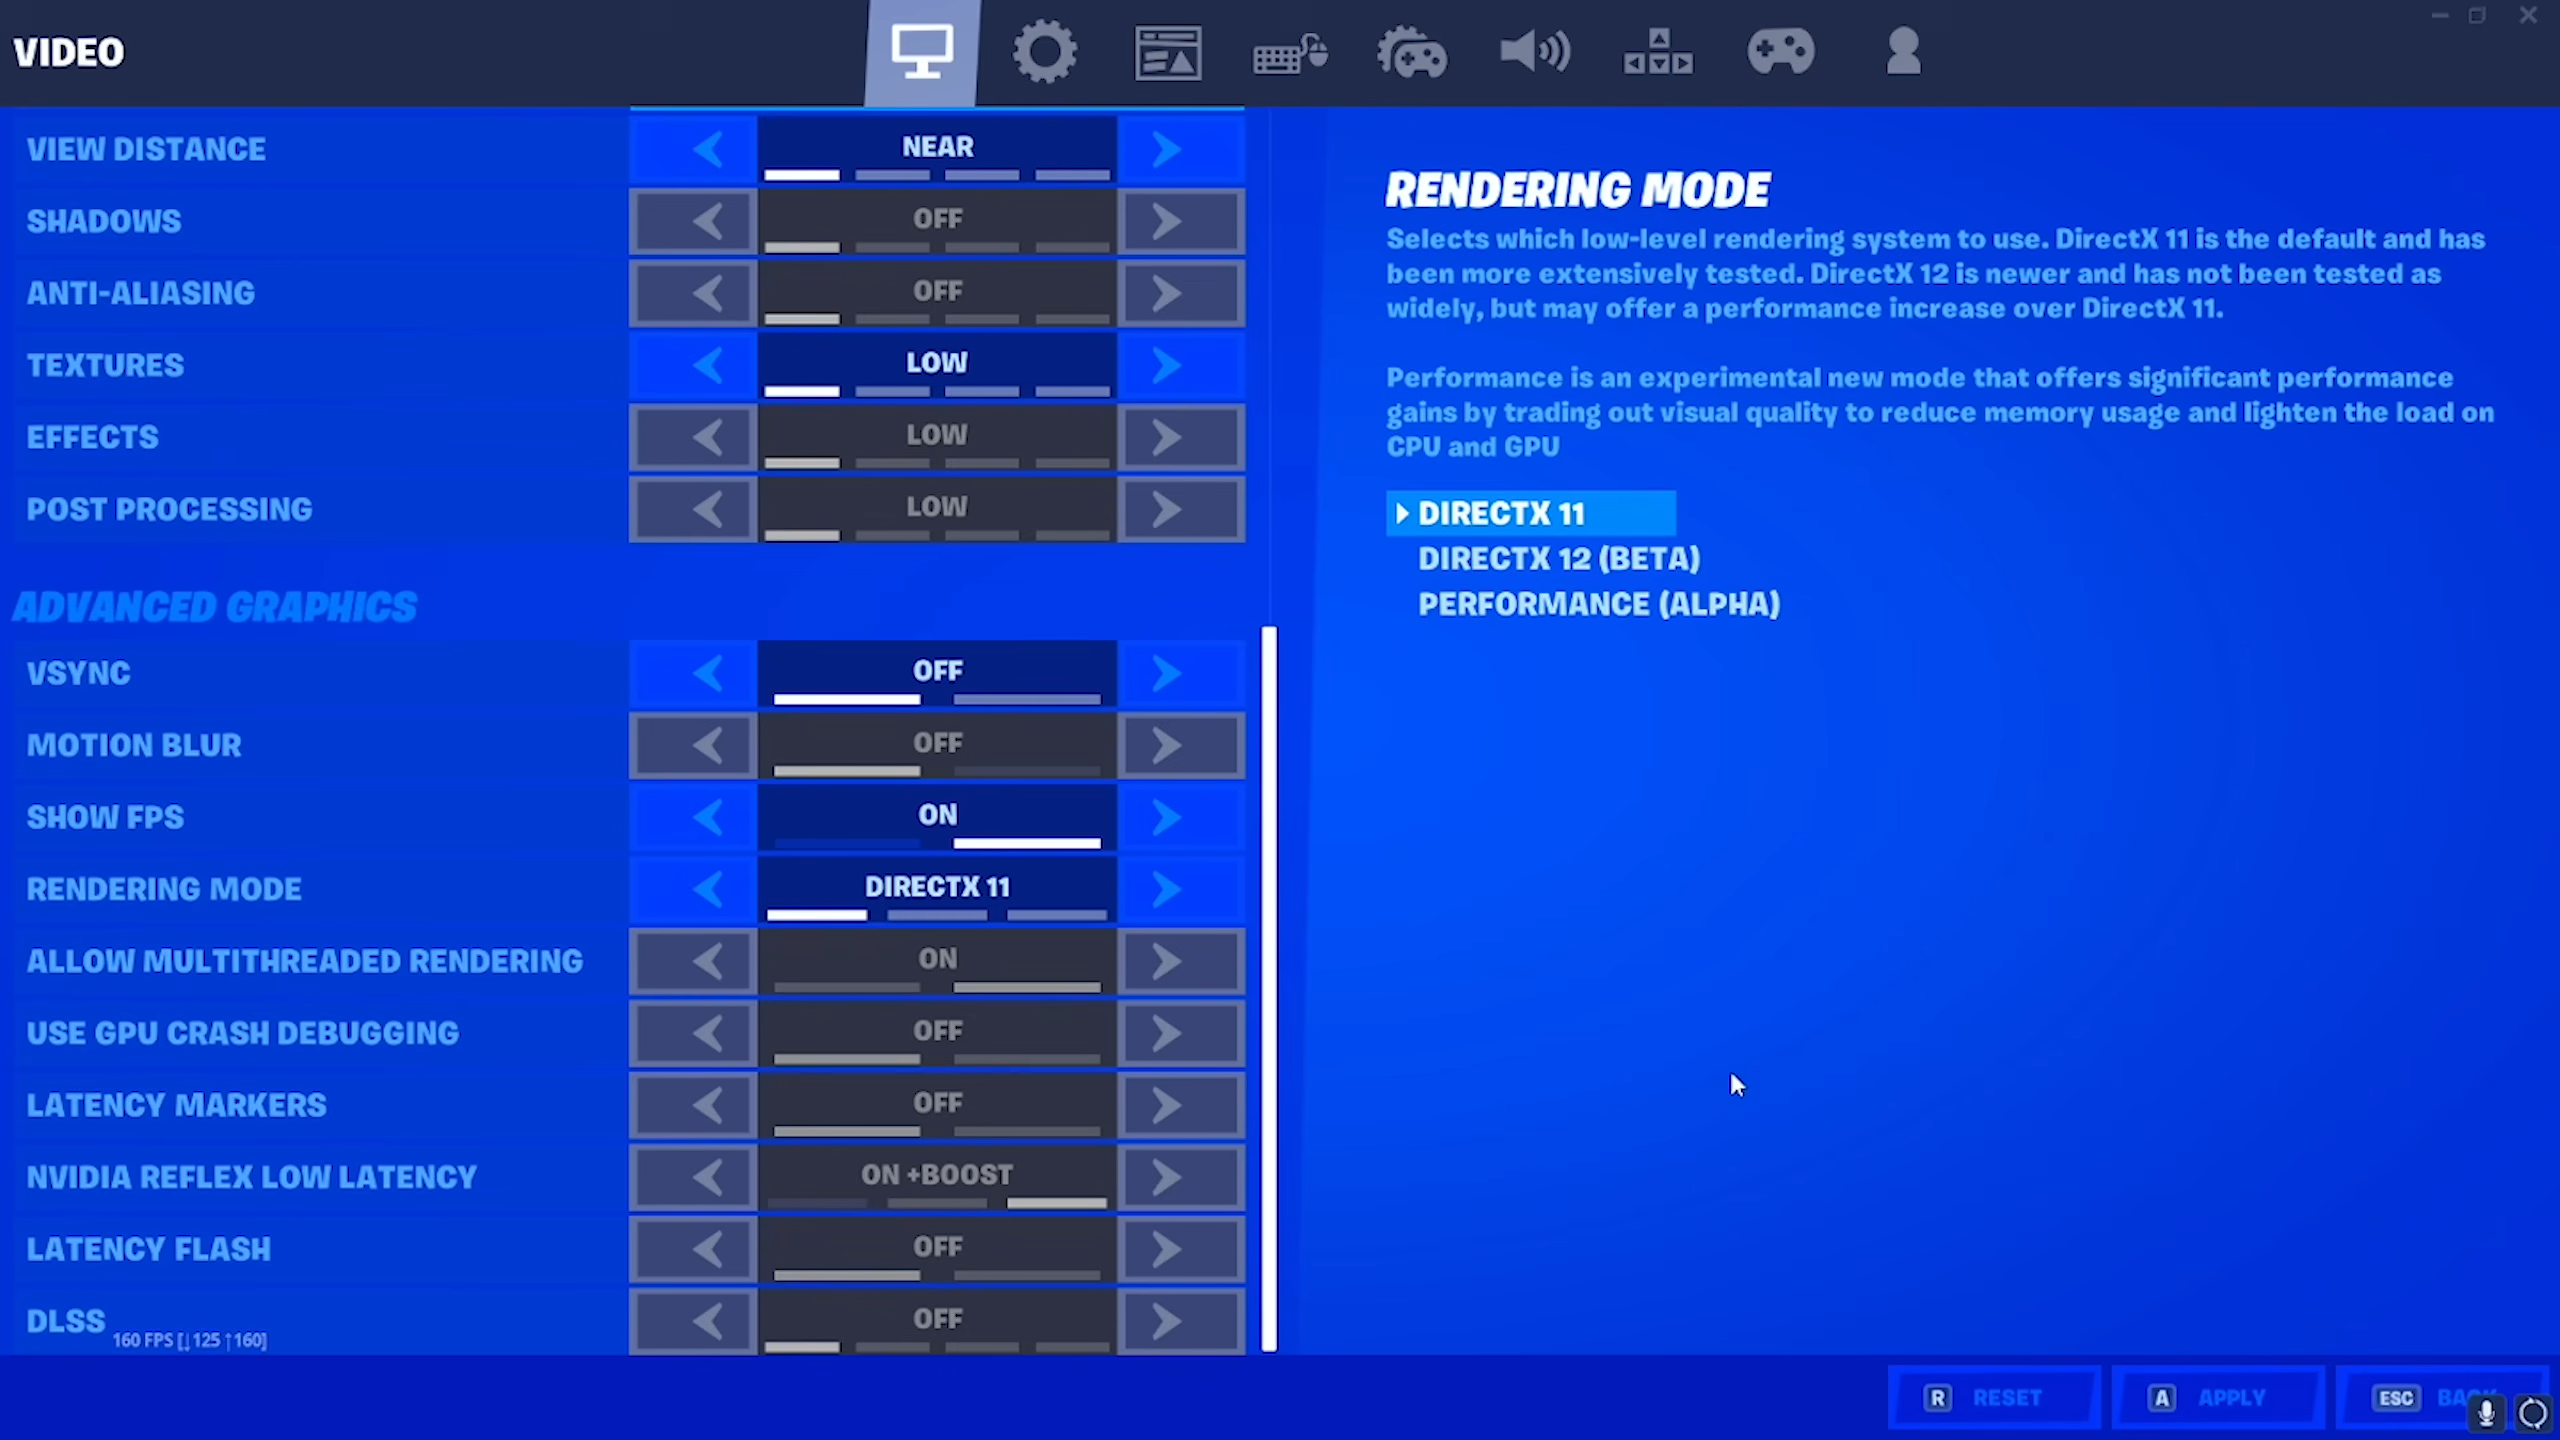 VIDEO
VIEW DISTANCE
NEAR
SHADOWS
OFF
ANTI-ALIASING
OFF
TEXTURES
LOW
EFFECTS
LOW
POST PROCESSING
LOW
ADVANCED GRAPHICS
VSYNC
OFF
MOTION BLUR
OFF
SHOW FPS
ON
RENDERING MODE
DIRECTX 11
ALLOW MULTITHREADED RENDERING
ON
USE GPU CRASH DEBUGGING
OFF
LATENCY MARKERS
OFF
NVIDIA REFLEX LOW LATENCY
ON +BOOST
LATENCY FLASH
OFF
DLSS
OFF
160 FPS [↓125 ↑160]
RENDERING MODE
Selects which low-level rendering system to use. DirectX 11 is the default and has
been more extensively tested. DirectX 12 is newer and has not been tested as
widely, but may offer a performance increase over DirectX 11.
Performance is an experimental new mode that offers significant performance
gains by trading out visual quality to reduce memory usage and lighten the load on
CPU and GPU
DIRECTX 11
DIRECTX 12 (BETA)
PERFORMANCE (ALPHA)
R RESET
A APPLY
ESC BACK